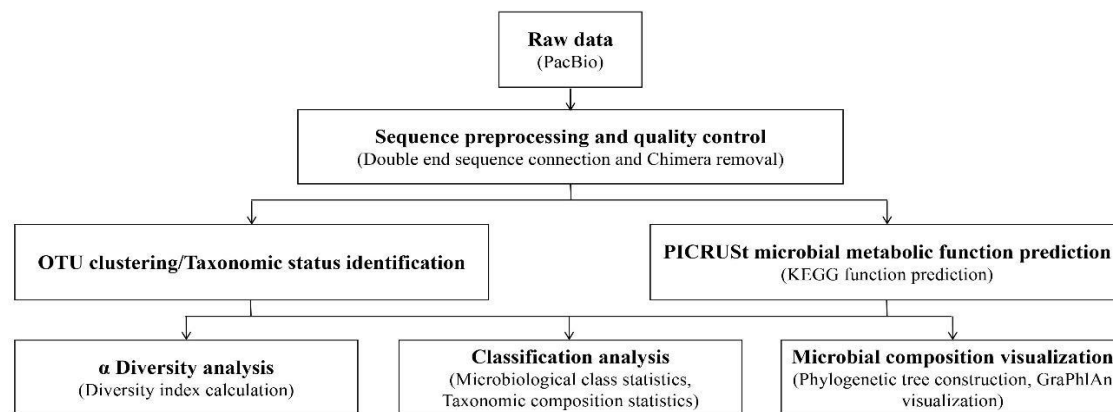 Raw data
(PacBio)
Sequence preprocessing and quality control
(Double end sequence connection and Chimera removal)
OTU clustering/Taxonomic status identification
PICRUSt microbial metabolic function prediction
(KEGG function prediction)
α Diversity analysis
(Diversity index calculation)
Classification analysis
(Microbiological class statistics,
Taxonomic composition statistics)
Microbial composition visualization
(Phylogenetic tree construction, GraPhlAn
visualization)